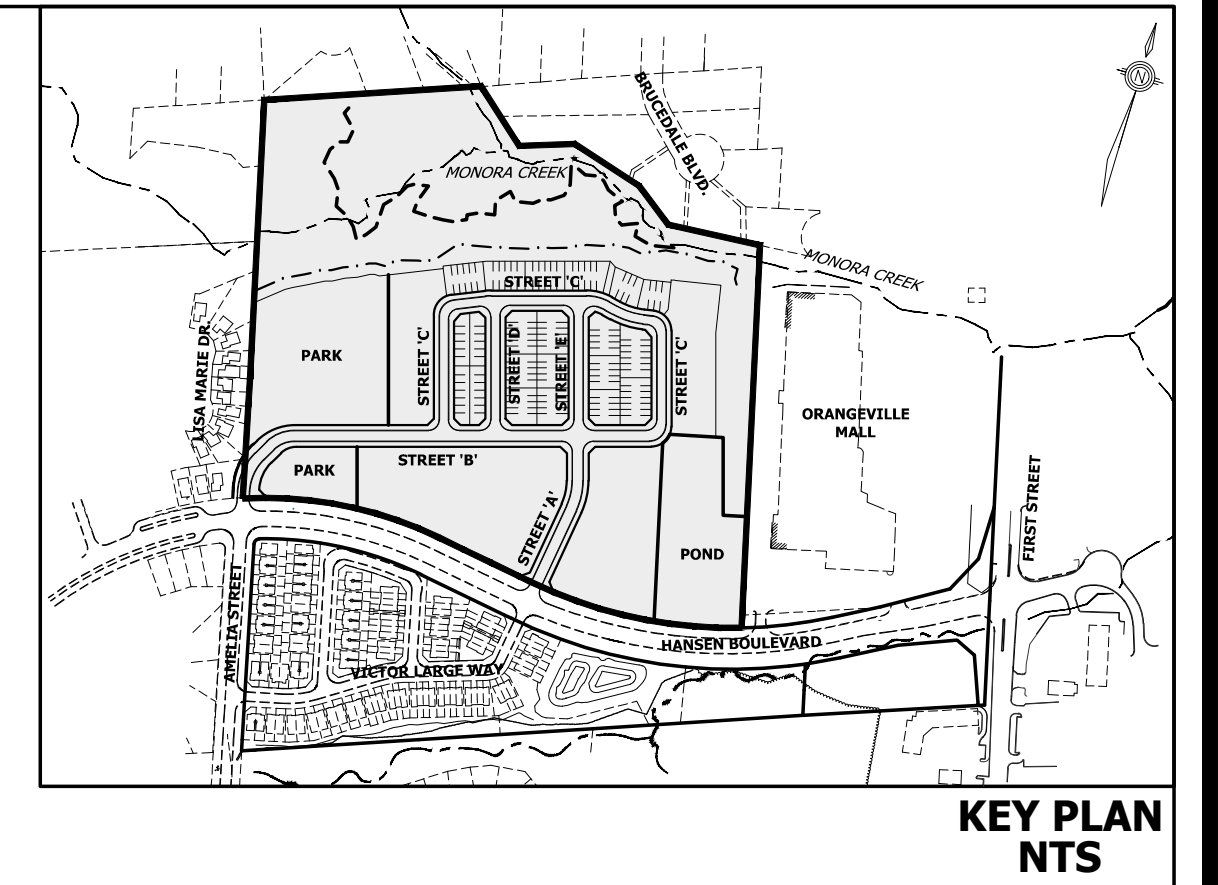 N
BRUCEDALE BLVD.
MONORA CREEK
MONORA CREEK
STREET 'C'
LISA MARIE DR.
PARK
STREET 'C'
STREET 'D'
STREET 'E'
STREET 'C'
ORANGEVILLE
MALL
PARK
STREET 'B'
STREET 'A'
FIRST STREET
POND
AMELIA STREET
HANSEN BOULEVARD
VICTOR LARGE WAY
KEY PLAN
NTS